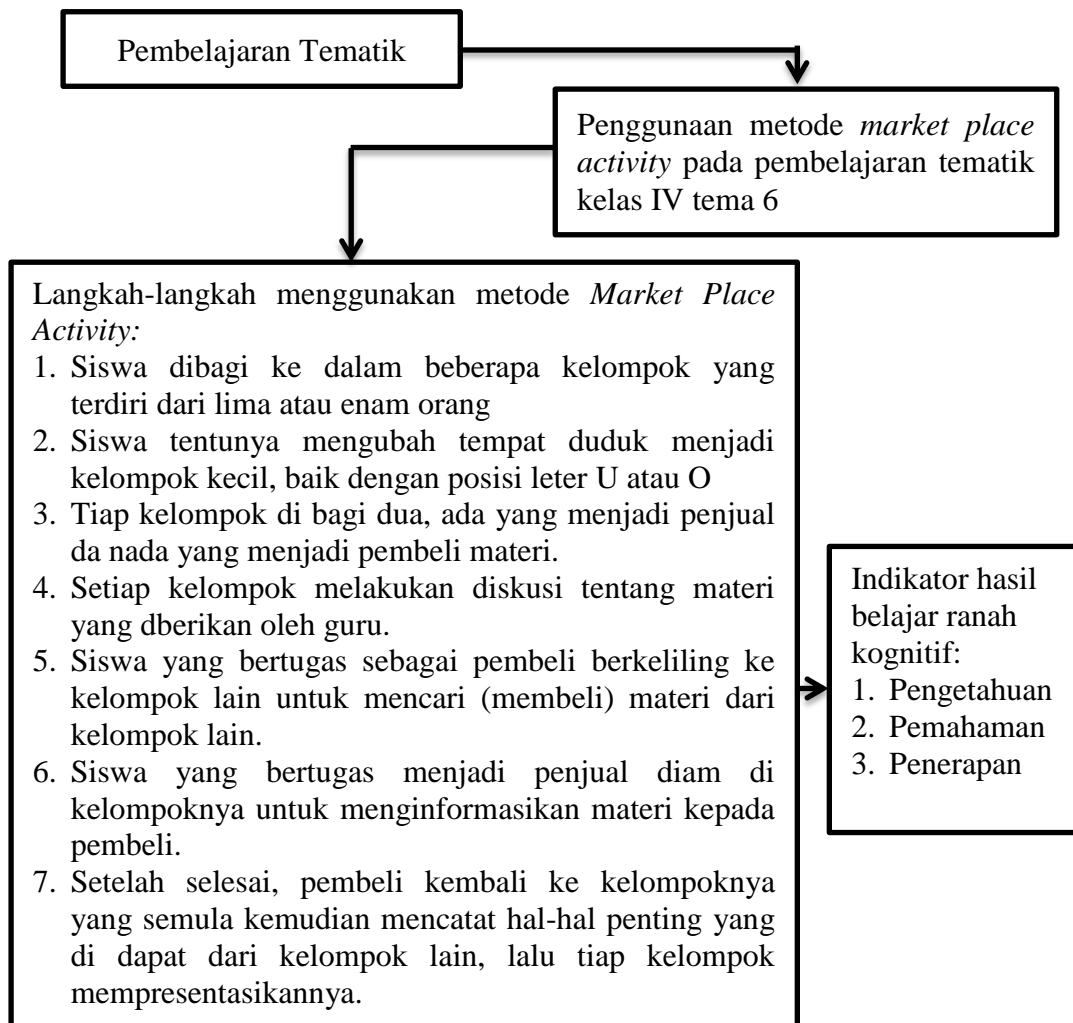 Pembelajaran Tematik
Penggunaan metode market place
activity pada pembelajaran tematik
kelas IV tema 6
Langkah-langkah menggunakan metode Market Place
Activity:
1. Siswa dibagi ke dalam beberapa kelompok yang
terdiri dari lima atau enam orang
2. Siswa tentunya mengubah tempat duduk menjadi
kelompok kecil, baik dengan posisi leter U atau O
3. Tiap kelompok di bagi dua, ada yang menjadi penjual
da nada yang menjadi pembeli materi.
4. Setiap kelompok melakukan diskusi tentang materi
yang dberikan oleh guru.
5. Siswa yang bertugas sebagai pembeli berkeliling ke
kelompok lain untuk mencari (membeli) materi dari
kelompok lain.
6. Siswa yang bertugas menjadi penjual diam di
kelompoknya untuk menginformasikan materi kepada
pembeli.
7. Setelah selesai, pembeli kembali ke kelompoknya
yang semula kemudian mencatat hal-hal penting yang
di dapat dari kelompok lain, lalu tiap kelompok
mempresentasikannya.
Indikator hasil
belajar ranah
kognitif:
1. Pengetahuan
2. Pemahaman
3. Penerapan